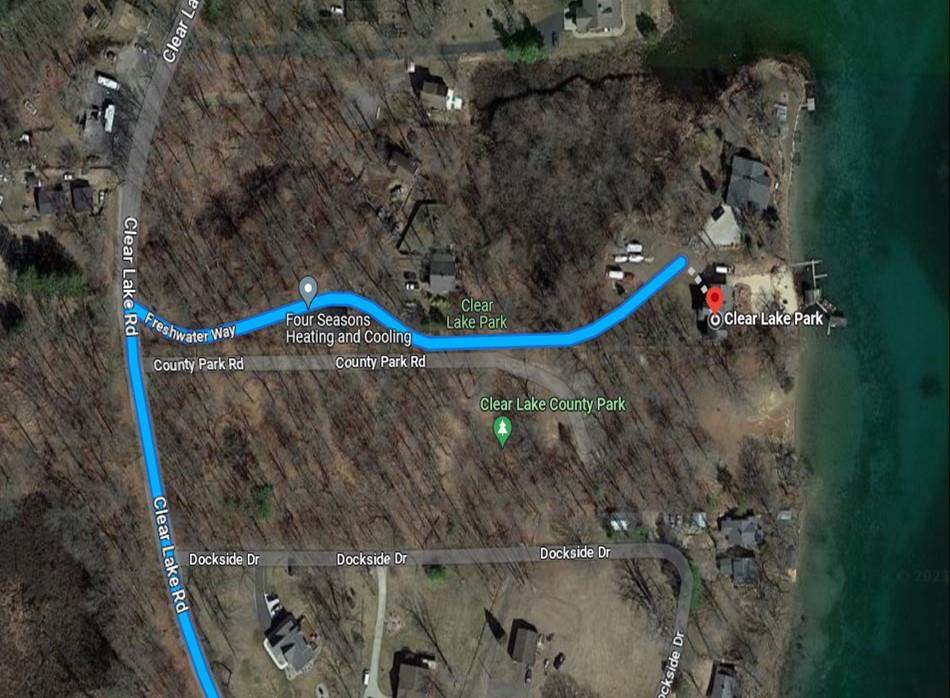 Clear La
Clear Lake Rd
Freshwater Way
Four Seasons
Heating and Cooling
Clear
Lake Park
Clear Lake Park
County Park Rd
County Park Rd
Clear Lake County Park
Clear Lake Rd
Dockside Dr
Dockside Dr
Dockside Dr
ockside Dr